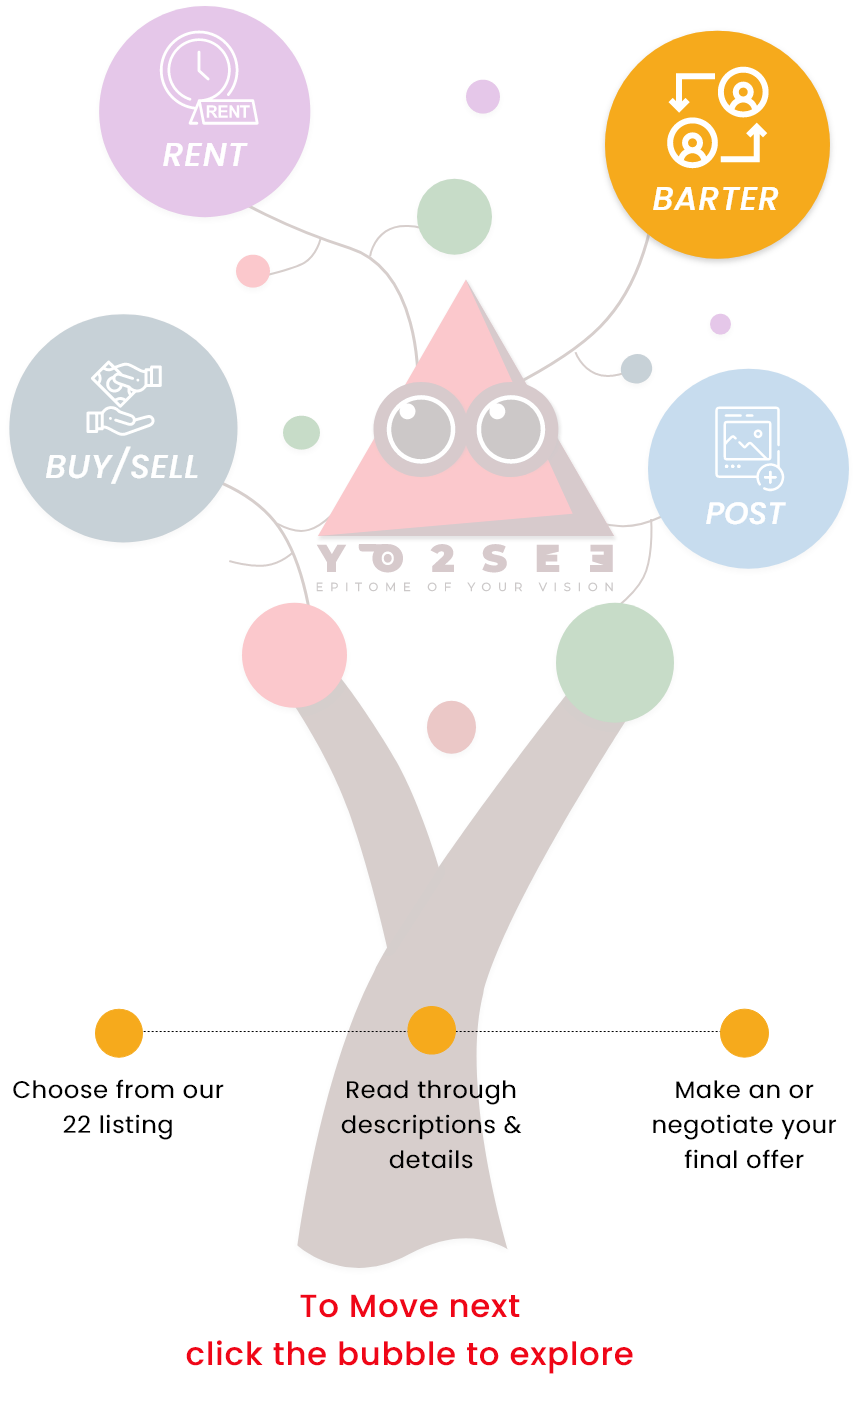 RENT
RENT
BARTER
BUY/SELL
POST
YO2SEE
EPITOME OF YOUR VISION
Choose from our
22 listing
Read through
descriptions &
details
Make an or
negotiate your
final offer
To Move next
click the bubble to explore